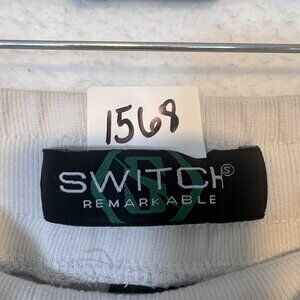 1568
SWITCH Ⓢ
REMARKABLE